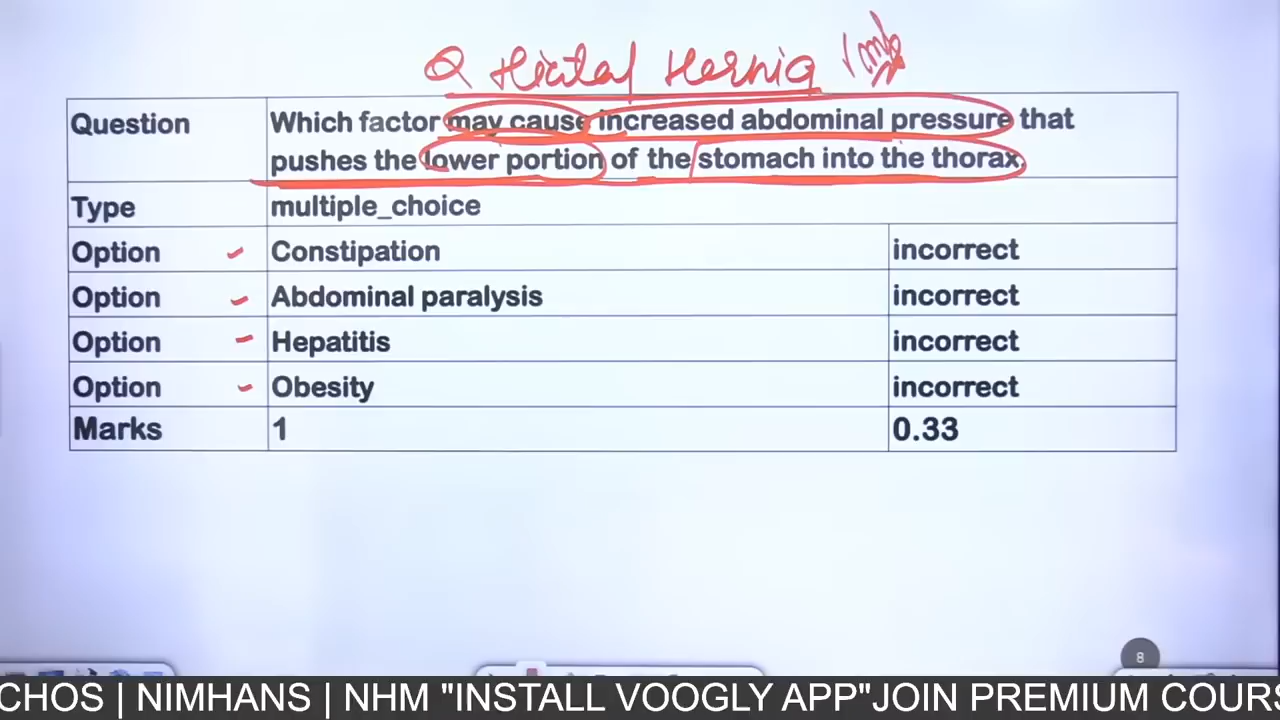 Q Hiatal Hernia 1 mb
Question Which factor may cause increased abdominal pressure that
pushes the lower portion of the stomach into the thorax.
Type multiple_choice
Option Constipation incorrect
Option Abdominal paralysis incorrect
Option Hepatitis incorrect
Option Obesity incorrect
Marks 1 0.33
8
CHOS | NIMHANS | NHM "INSTALL VOOGLY APP"JOIN PREMIUM COURS